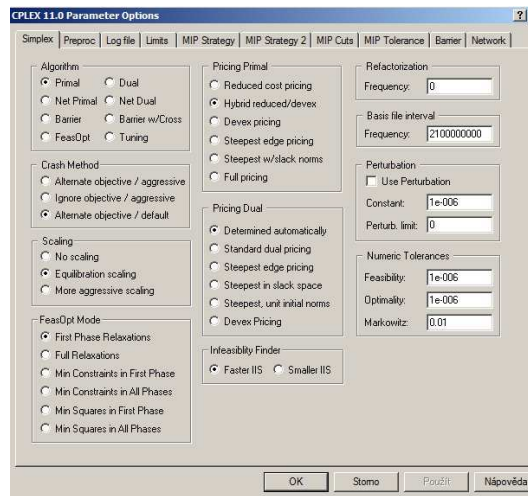 CPLEX 11.0 Parameter Options
?
Simplex Preproc Log file Limits MIP Strategy MIP Strategy 2 MIP Cuts MIP Tolerance Barrier Network
Algorithm
Primal Dual
Net Primal Net Dual
Barrier Barrier w/Cross
FeasOpt Tuning
Crash Method
Alternate objective / aggressive
Ignore objective / aggressive
Alternate objective / default
Scaling
No scaling
Equilibration scaling
More aggressive scaling
FeasOpt Mode
First Phase Relaxations
Full Relaxations
Min Constraints in First Phase
Min Constraints in All Phases
Min Squares in First Phase
Min Squares in All Phases
Pricing Primal
Reduced cost pricing
Hybrid reduced/devex
Devex pricing
Steepest edge pricing
Steepest w/slack norms
Full pricing
Pricing Dual
Determined automatically
Standard dual pricing
Steepest edge pricing
Steepest in slack space
Steepest, unit initial norms
Devex Pricing
Infeasiblity Finder
Faster IIS Smaller IIS
Refactorization
Frequency: 0
Basis file interval
Frequency: 2100000000
Perturbation
Use Perturbation
Constant: 1e-006
Perturb. limit: 0
Numeric Tolerances
Feasibility: 1e-006
Optimality: 1e-006
Markowitz: 0.01
OK Storno Použít Nápověda